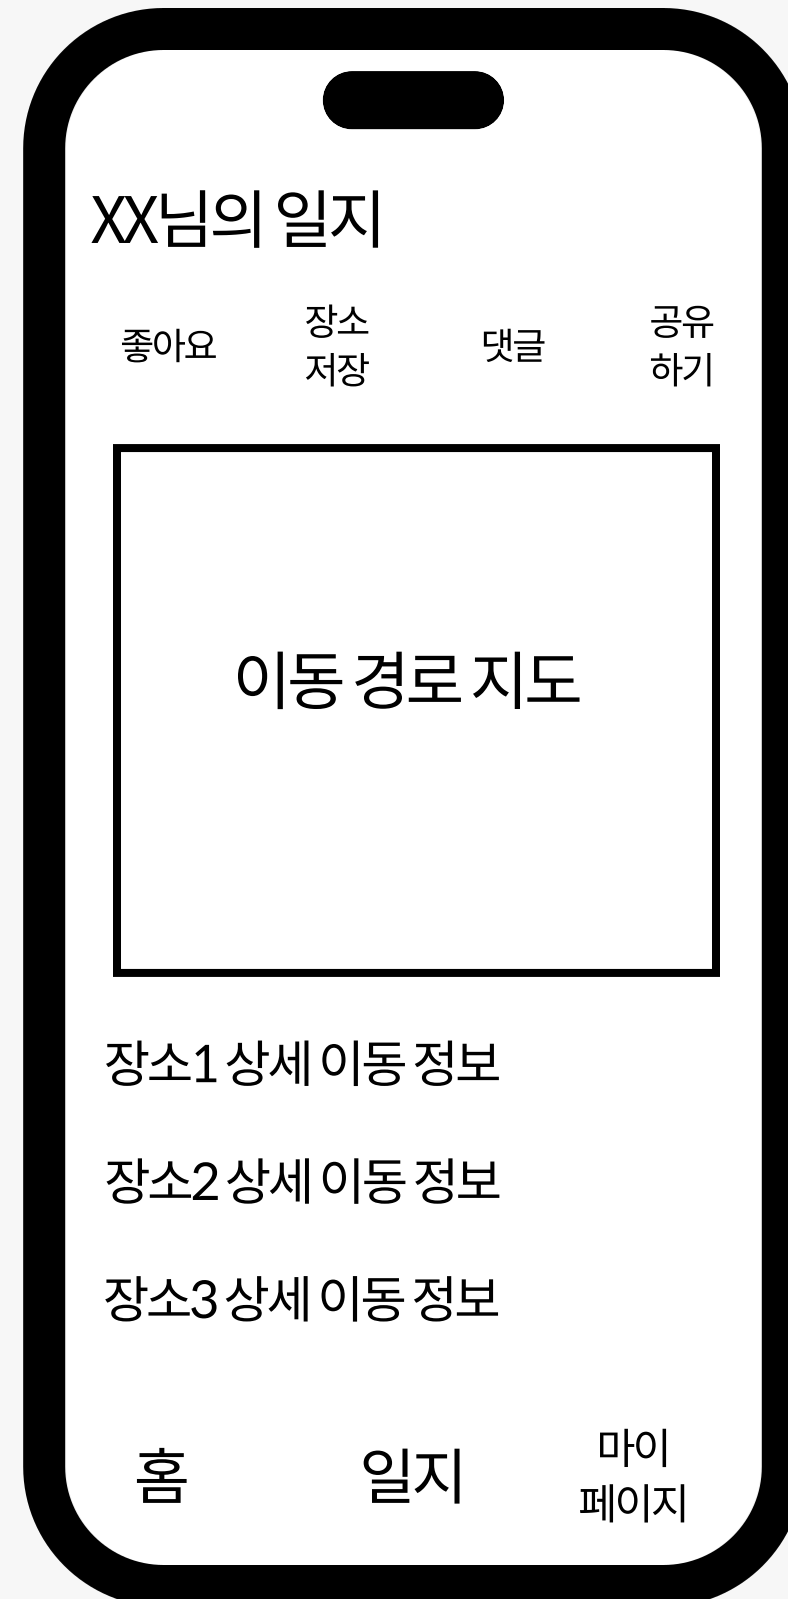 XX님의 일지
좋아요
장소
저장
댓글
공유
하기
이동 경로 지도
장소1 상세 이동 정보
장소2 상세 이동 정보
장소3 상세 이동 정보
홈
일지
마이
페이지